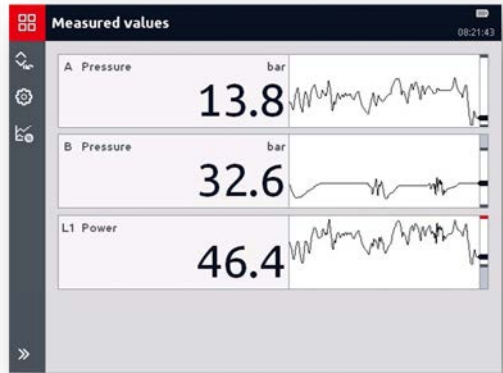 Measured values
08:21:43
A Pressure bar
13.8
B Pressure bar
32.6
L1 Power
46.4